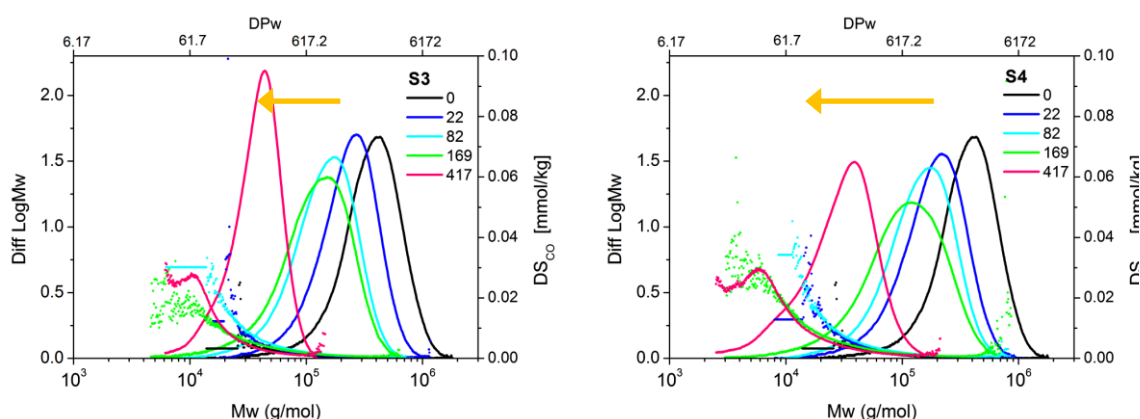 DPw
6.17 61.7 617.2 6172
S3
0
22
82
169
417
Diff LogMw
2.0
1.5
1.0
0.5
0.0
0.10
0.08
0.06
0.04
0.02
0.00
DS_CO [mmol/kg]
10^3 10^4 10^5 10^6
Mw (g/mol)
DPw
6.17 61.7 617.2 6172
S4
0
22
82
169
417
Diff LogMw
2.0
1.5
1.0
0.5
0.0
0.10
0.08
0.06
0.04
0.02
0.00
DS_CO [mmol/kg]
10^3 10^4 10^5 10^6
Mw (g/mol)